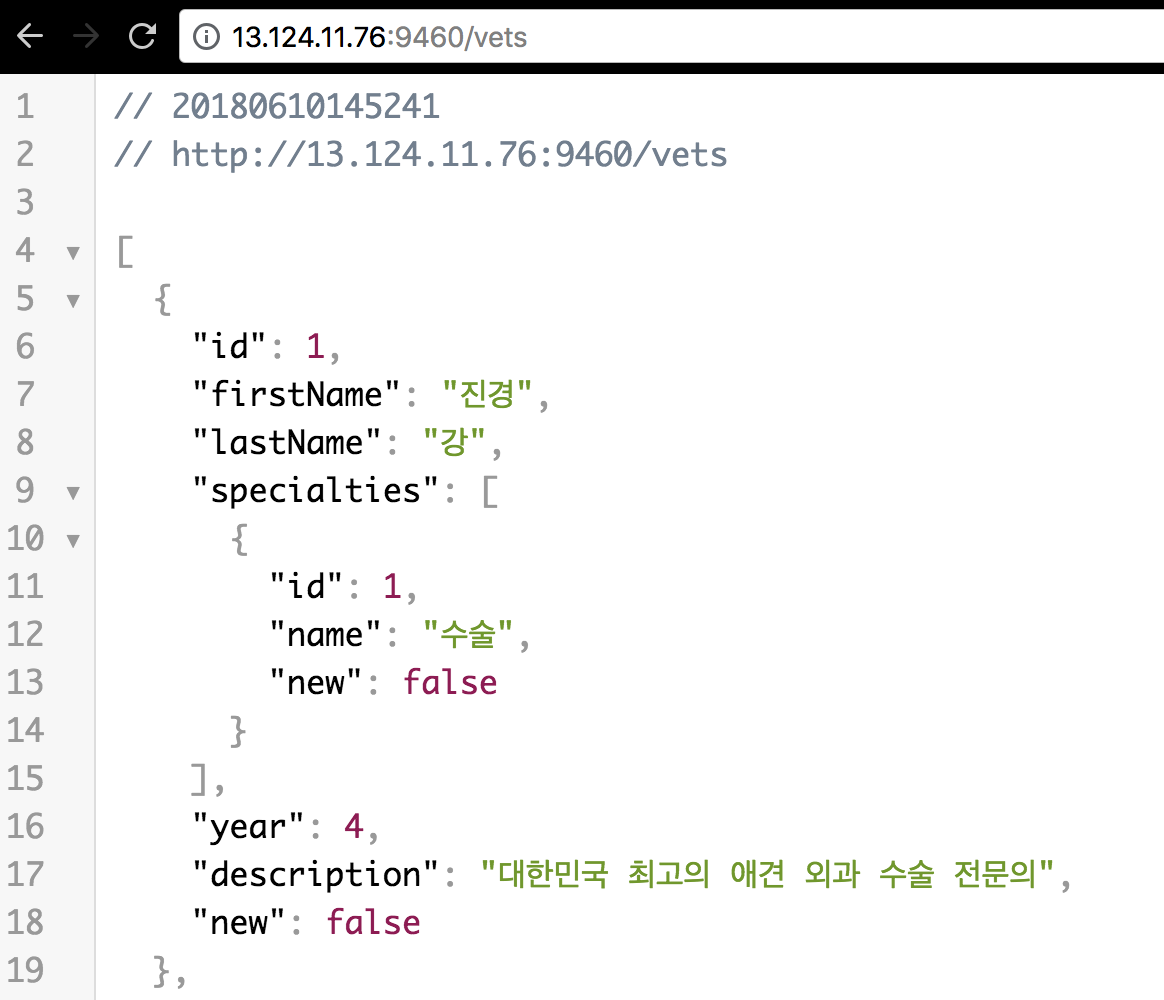 13.124.11.76:9460/vets
1 // 20180610145241
2 // http://13.124.11.76:9460/vets
3
4 ▼ [
5 ▼   {
6     "id": 1,
7     "firstName": "진경",
8     "lastName": "강",
9 ▼     "specialties": [
10 ▼       {
11         "id": 1,
12         "name": "수술",
13         "new": false
14       }
15     ],
16     "year": 4,
17     "description": "대한민국 최고의 애견 외과 수술 전문의",
18     "new": false
19   },